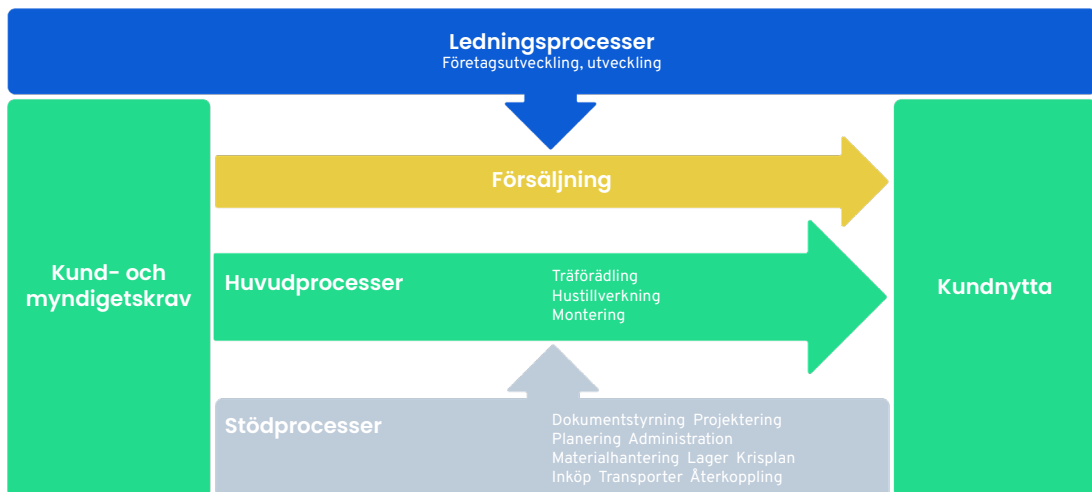 Ledningsprocesser
Företagsutveckling, utveckling
Försäljning
Kund- och
myndigetskrav
Huvudprocesser
Träförädling
Hustillverkning
Montering
Kundnytta
Stödprocesser
Dokumentstyrning Projektering
Planering Administration
Materialhantering Lager Krisplan
Inköp Transporter Återkoppling